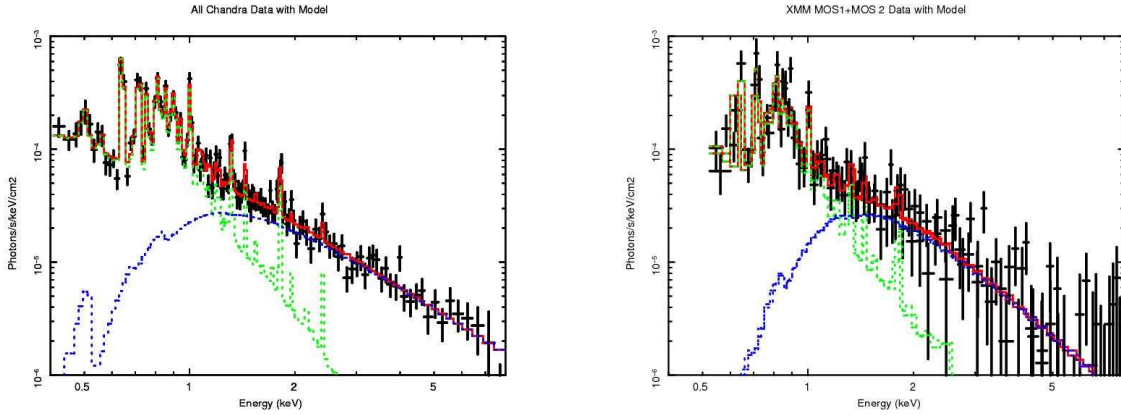 All Chandra Data with Model
Photons/s/keV/cm2
10⁻³
10⁻⁴
10⁻⁵
10⁻⁶
0.5 1 2 5
Energy (keV)
XMM MOS1+MOS 2 Data with Model
Photons/s/keV/cm2
10⁻³
10⁻⁴
10⁻⁵
10⁻⁶
0.5 1 2 5
Energy (keV)